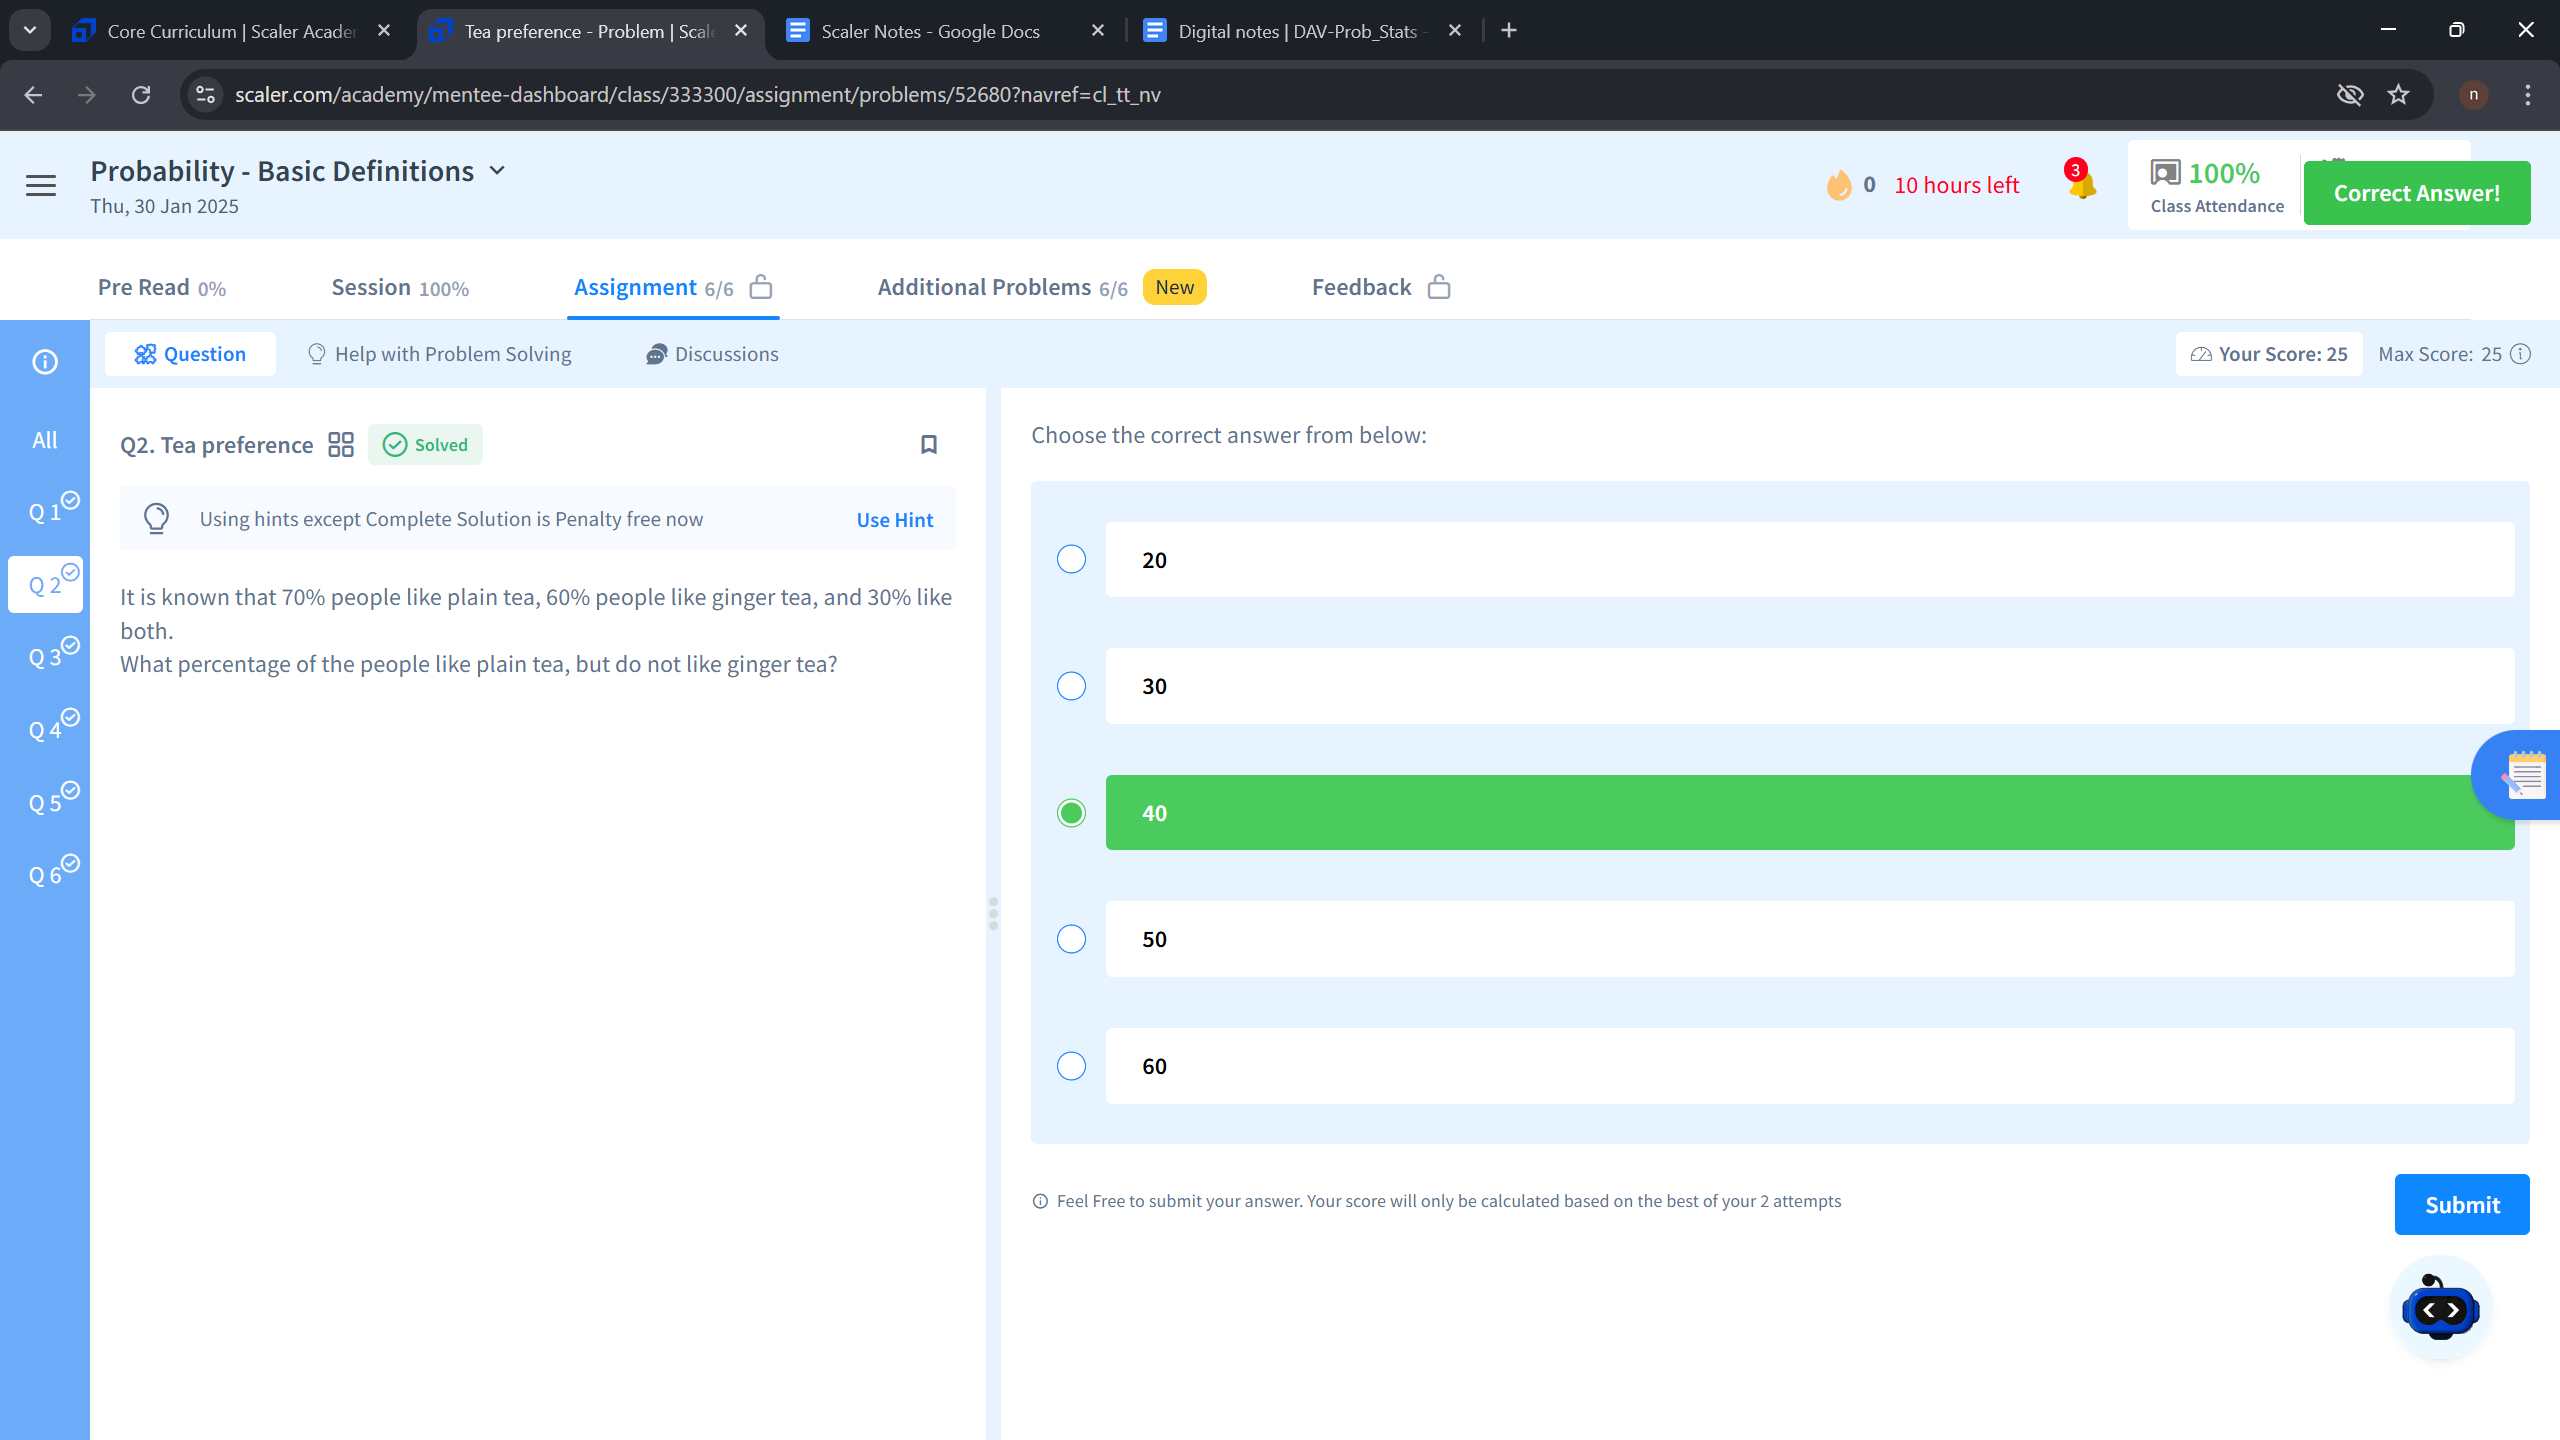 Core Curriculum | Scaler Acader
Tea preference - Problem | Scale
Scaler Notes - Google Docs
Digital notes | DAV-Prob_Stats -
scaler.com/academy/mentee-dashboard/class/333300/assignment/problems/52680?navref=cl_tt_nv
n
Probability - Basic Definitions
Thu, 30 Jan 2025
0
10 hours left
3
100%
Class Attendance
Correct Answer!
Pre Read 0%
Session 100%
Assignment 6/6
Additional Problems 6/6
New
Feedback
Question
Help with Problem Solving
Discussions
Your Score: 25
Max Score: 25
All
Q 1
Q 2
Q 3
Q 4
Q 5
Q 6
Q2. Tea preference
Solved
Using hints except Complete Solution is Penalty free now
Use Hint
It is known that 70% people like plain tea, 60% people like ginger tea, and 30% like
both.
What percentage of the people like plain tea, but do not like ginger tea?
Choose the correct answer from below:
20
30
40
50
60
Feel Free to submit your answer. Your score will only be calculated based on the best of your 2 attempts
Submit